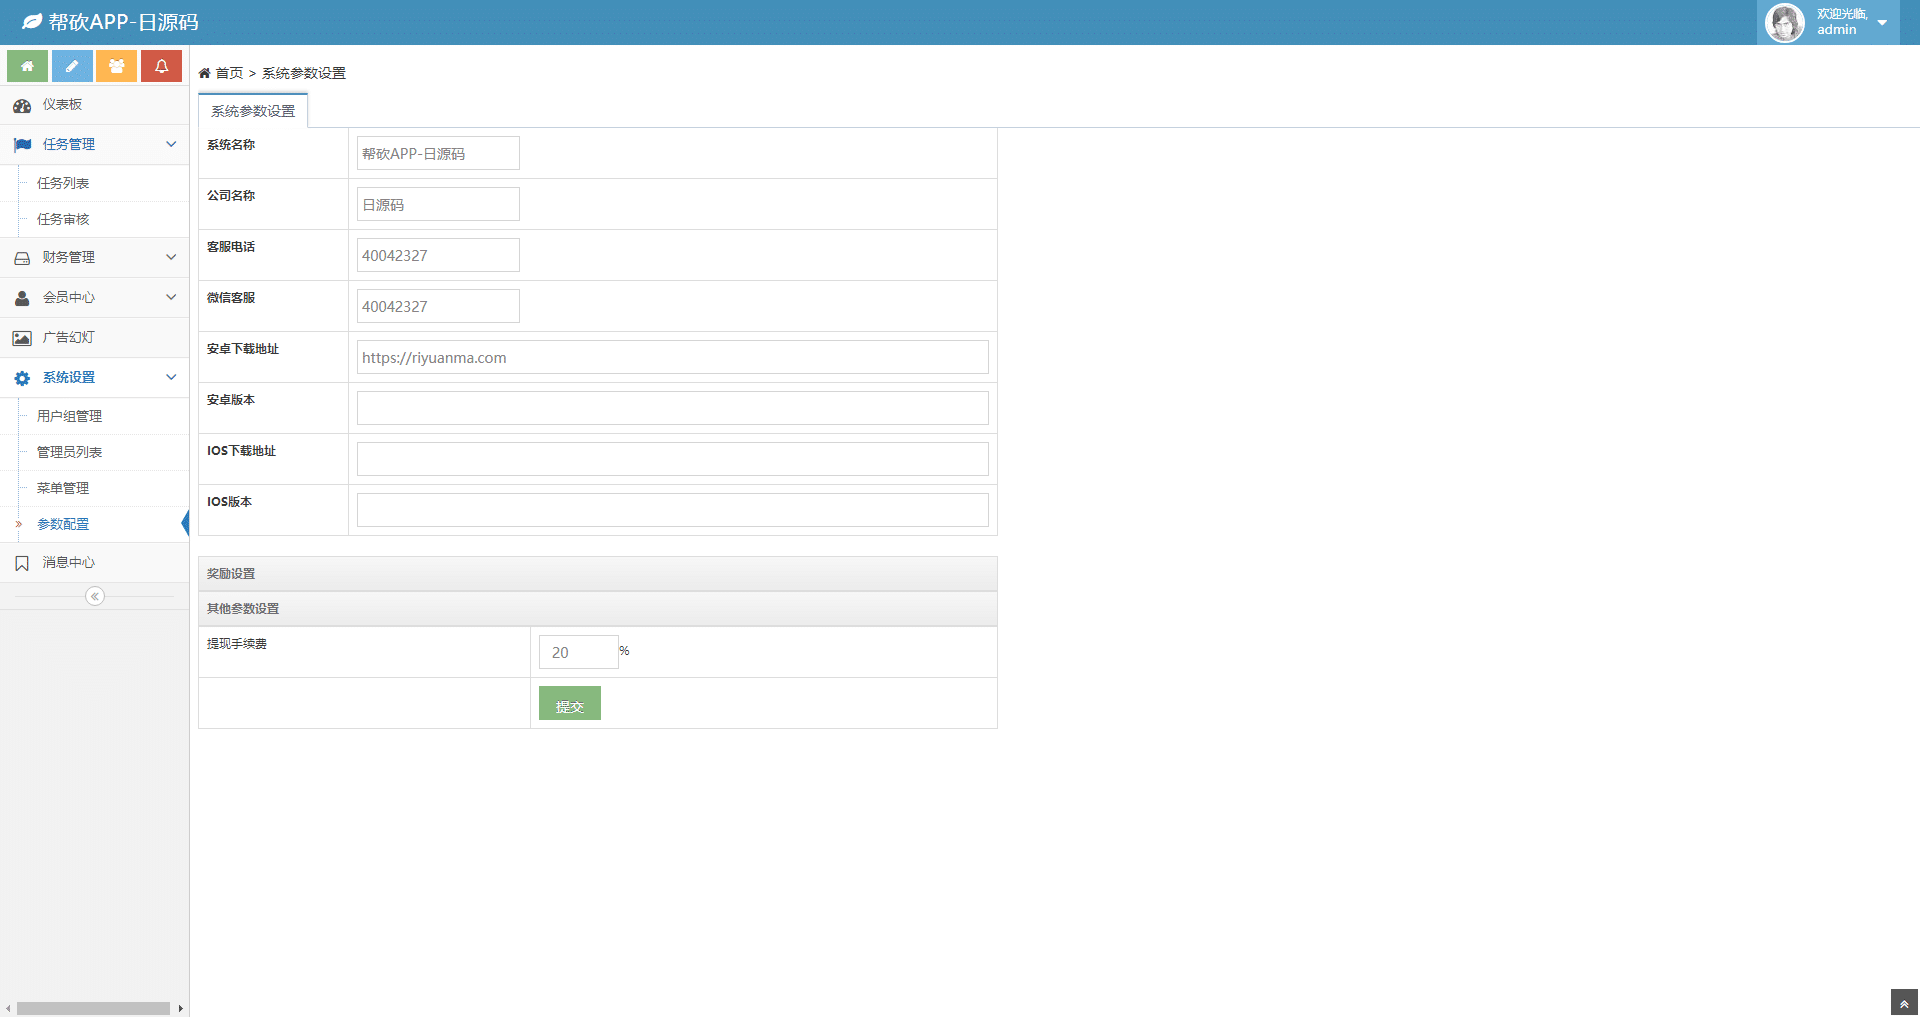 帮砍APP-日源码
欢迎光临,
admin
首页 > 系统参数设置
仪表板
任务管理
任务列表
任务审核
财务管理
会员中心
广告幻灯
系统设置
用户组管理
管理员列表
菜单管理
参数配置
消息中心
系统参数设置
系统名称 帮砍APP-日源码
公司名称 日源码
客服电话 40042327
微信客服 40042327
安卓下载地址 https://riyuanma.com
安卓版本
IOS下载地址
IOS版本
奖励设置
其他参数设置
提现手续费 20 %
提交